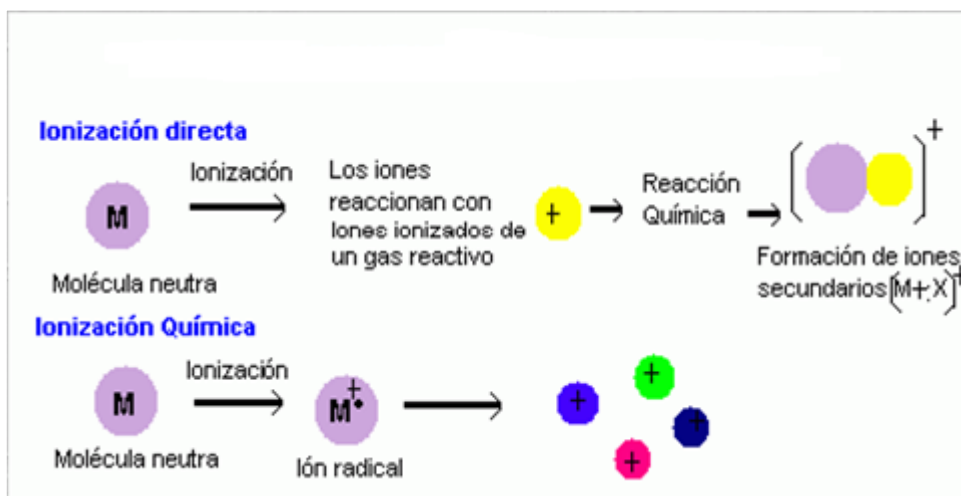 Ionización directa
M
Molécula neutra
Ionización
Los iones
reaccionan con
Iones ionizados de
un gas reactivo
+
Reacción
Química
+
Formación de iones
secundarios (M+·X)+
Ionización Química
M
Molécula neutra
Ionización
M+•
Ión radical
+
+
+
+